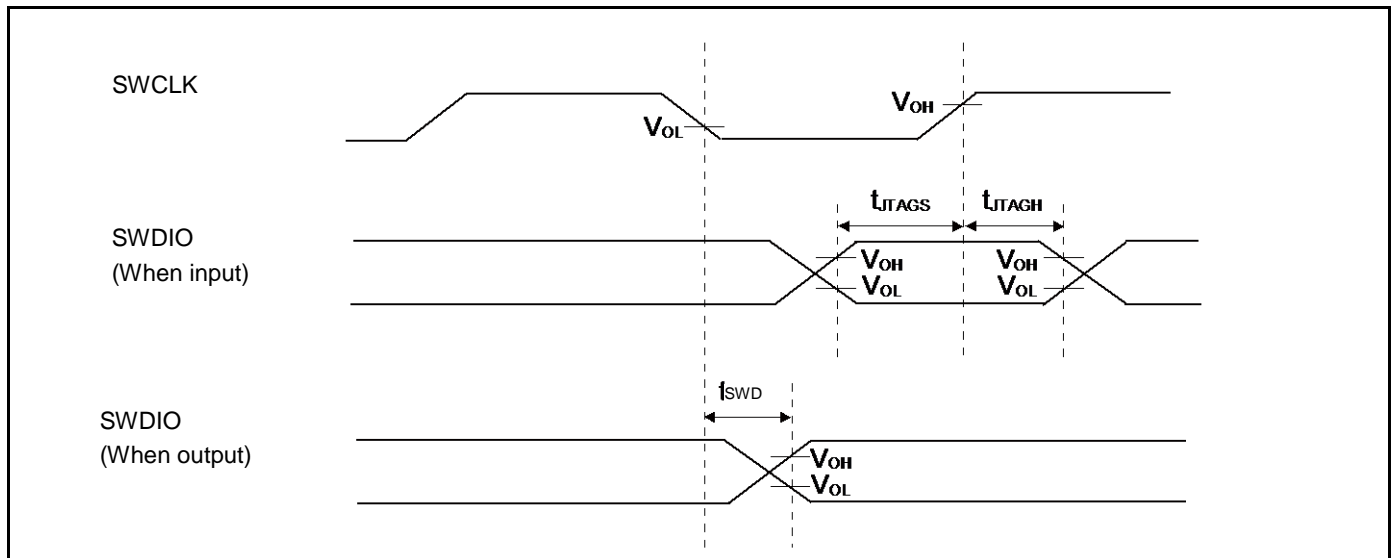 SWCLK
VOL
VOH
tJTAGS
tJTAGH
SWDIO
(When input)
VOH
VOL
VOH
VOL
tSWD
SWDIO
(When output)
VOH
VOL